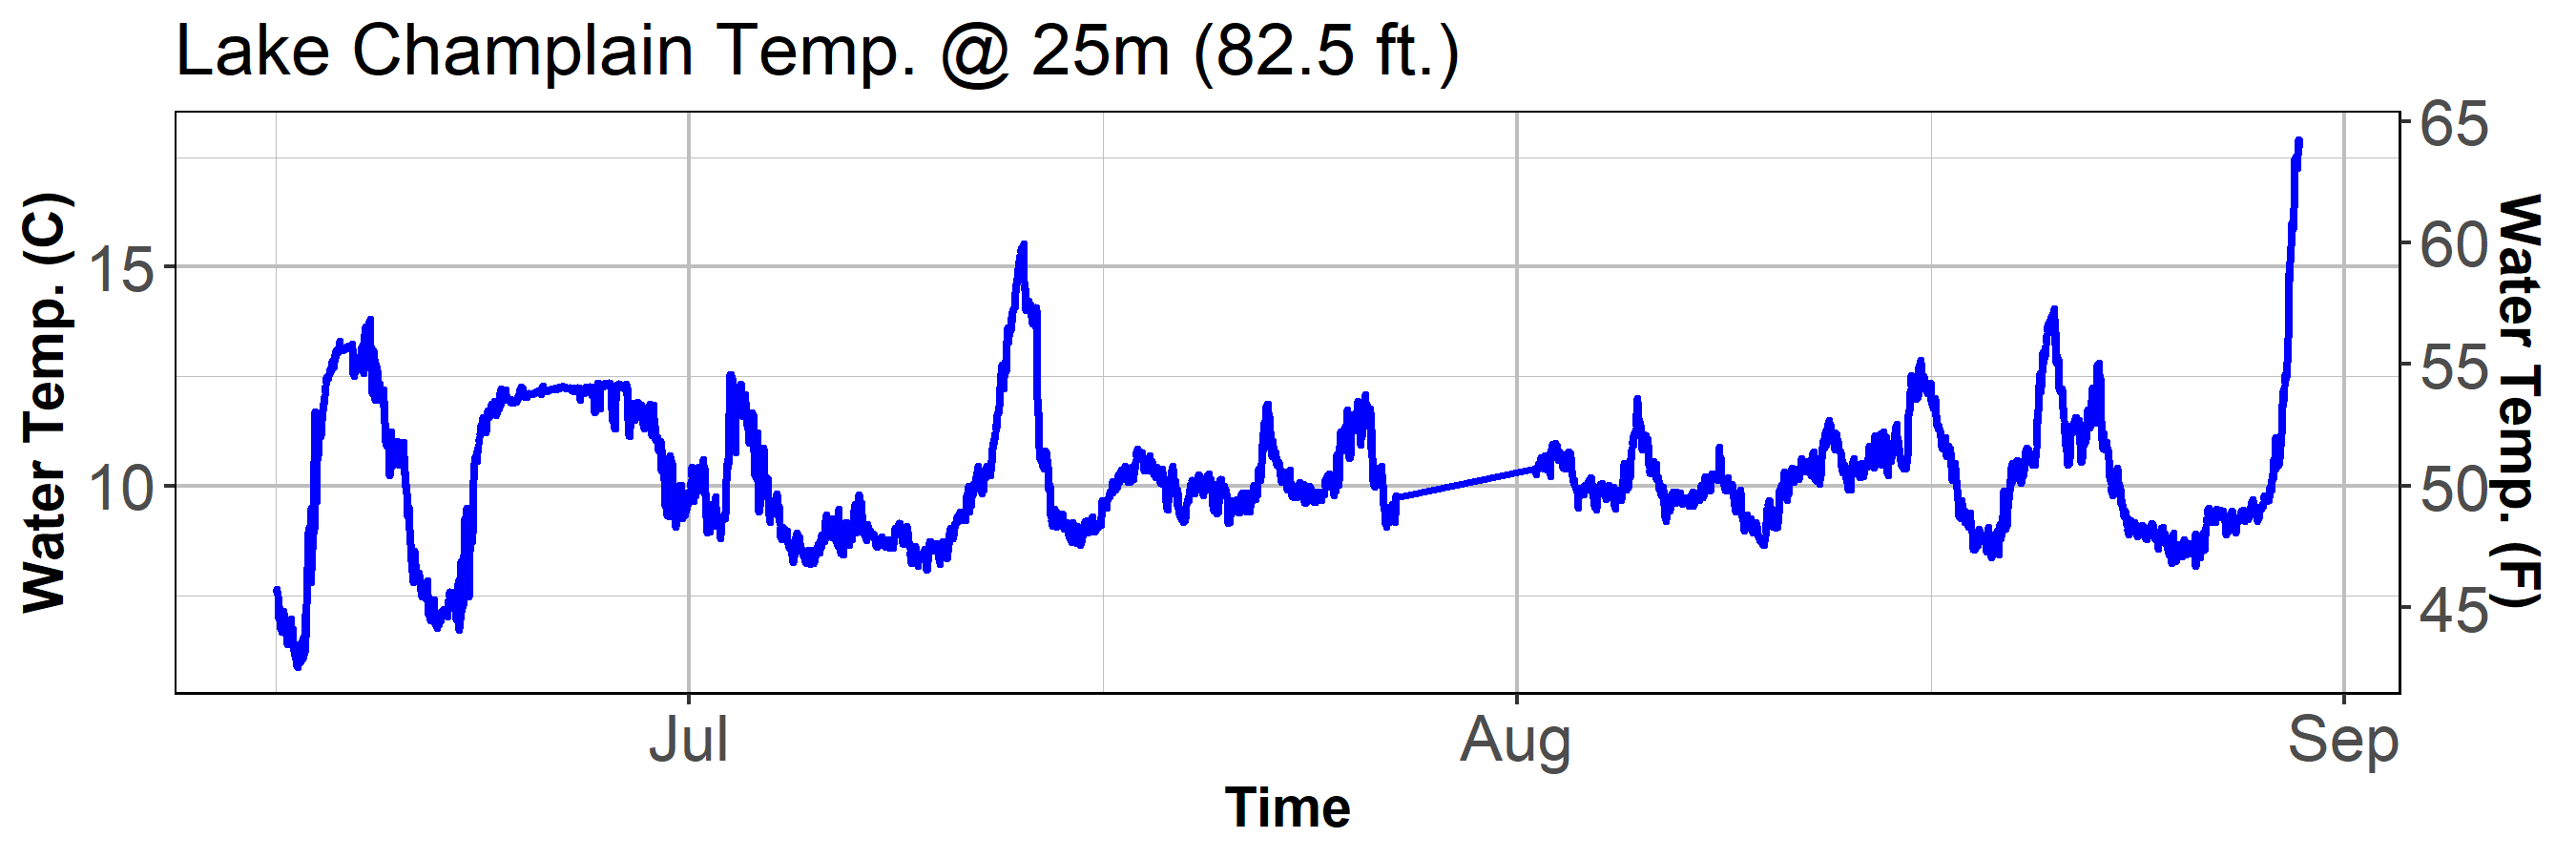 Lake Champlain Temp. @ 25m (82.5 ft.)
Water Temp. (C)
15
10
65
60
55
50
45
Water Temp. (F)
Jul
Aug
Sep
Time